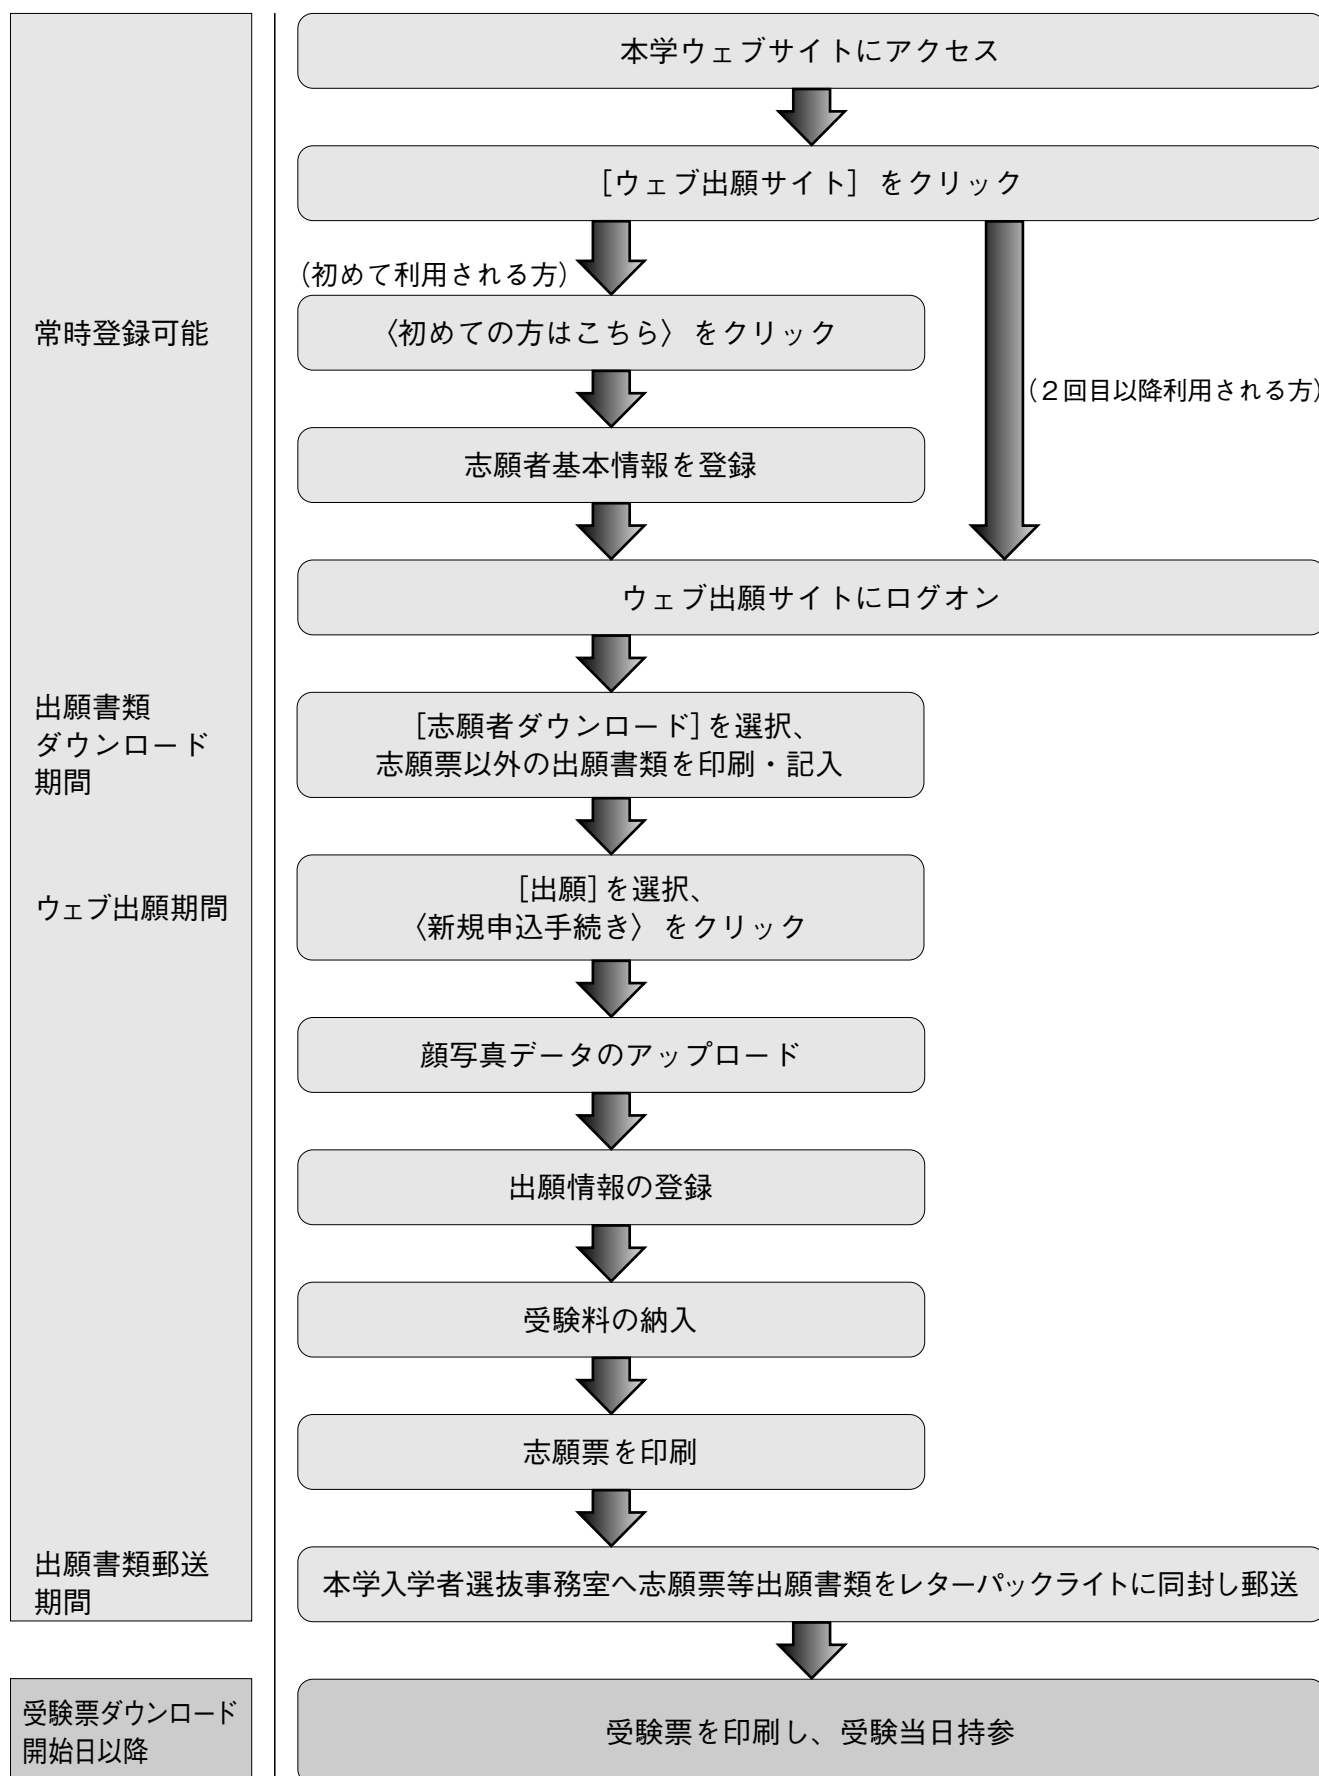 本学ウェブサイトにアクセス
[ウェブ出願サイト] をクリック
(初めて利用される方)
常時登録可能
〈初めての方はこちら〉をクリック
(２回目以降利用される方)
志願者基本情報を登録
ウェブ出願サイトにログオン
出願書類
ダウンロード
期間
[志願者ダウンロード]を選択、
志願票以外の出願書類を印刷・記入
ウェブ出願期間
[出願]を選択、
〈新規申込手続き〉をクリック
顔写真データのアップロード
出願情報の登録
受験料の納入
志願票を印刷
出願書類郵送
期間
本学入学者選抜事務室へ志願票等出願書類をレターパックライトに同封し郵送
受験票ダウンロード
開始日以降
受験票を印刷し、受験当日持参